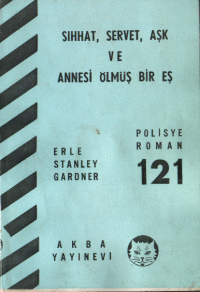 SIHHAT, SERVET, AŞK
VE
ANNESİ ÖLMÜŞ BİR EŞ
POLİSYE
ROMAN
121
ERLE
STANLEY
GARDNER
AKBA
YAYINEVİ